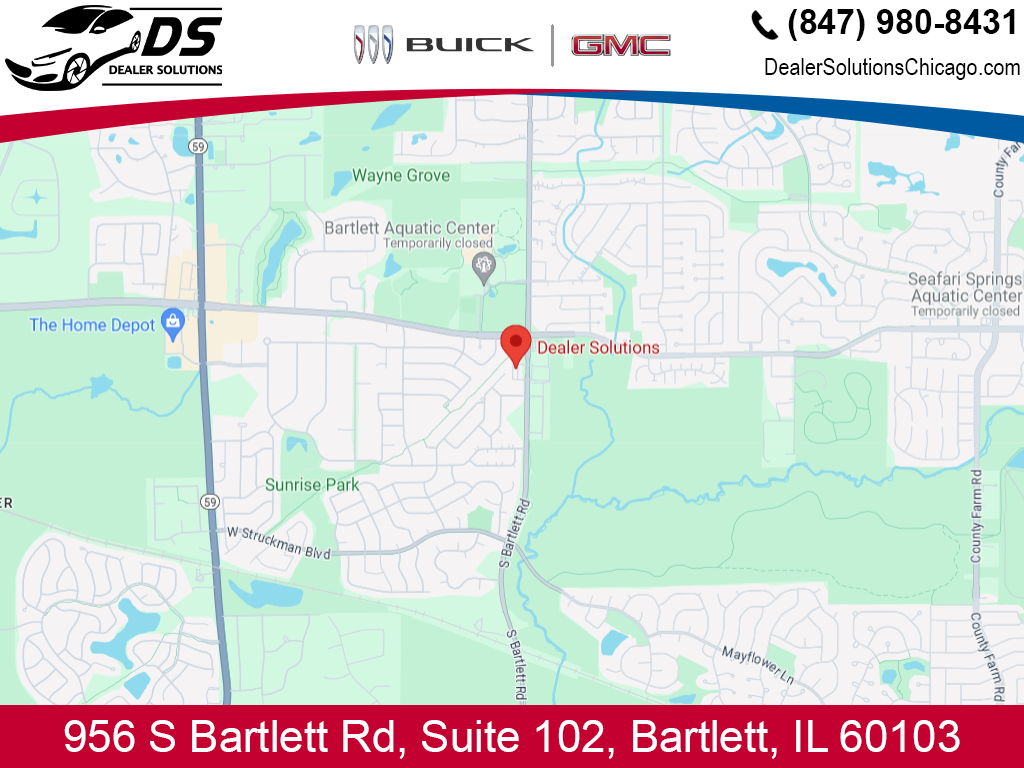 DS
DEALER SOLUTIONS
BUICK
GMC
(847) 980-8431
DealerSolutionsChicago.com
59
County Fa
Wayne Grove
Bartlett Aquatic Center
Temporarily closed
Seafari Springs
Aquatic Center
Temporarily closed
The Home Depot
Dealer Solutions
Sunrise Park
ER
59
W Struckman Blvd
S Bartlett Rd
County Farm Rd
S Bartlett Rd
Mayflower Ln
County Farm Rd
956 S Bartlett Rd, Suite 102, Bartlett, IL 60103